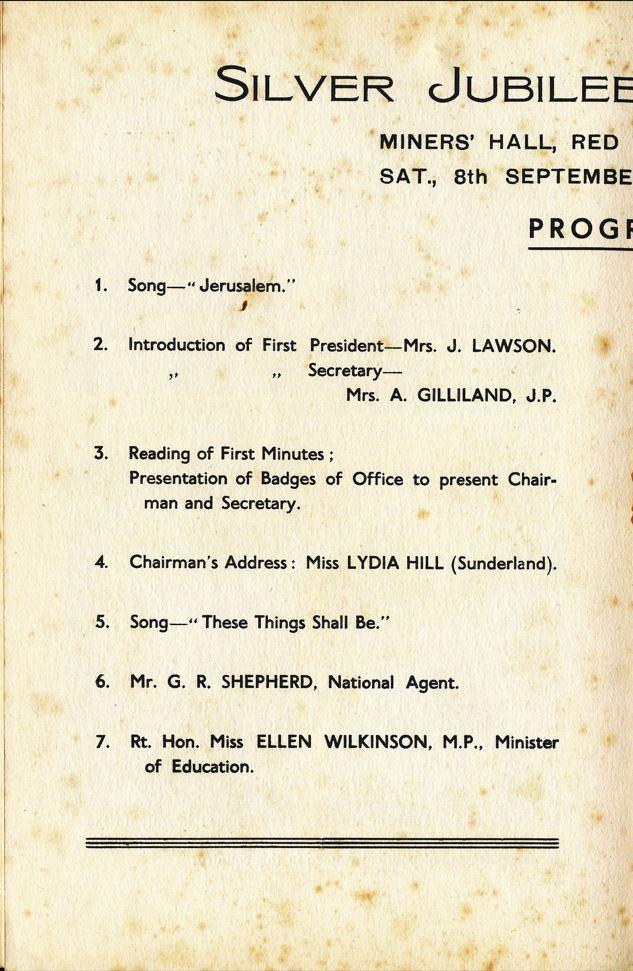 SILVER JUBILEE
MINERS' HALL, RED
SAT., 8th SEPTEMBE
PROGR
1. Song—“Jerusalem.”
2. Introduction of First President—Mrs. J. LAWSON.
,, ,, Secretary—
Mrs. A. GILLILAND, J.P.
3. Reading of First Minutes ;
Presentation of Badges of Office to present Chair-
man and Secretary.
4. Chairman's Address : Miss LYDIA HILL (Sunderland).
5. Song—“These Things Shall Be.”
6. Mr. G. R. SHEPHERD, National Agent.
7. Rt. Hon. Miss ELLEN WILKINSON, M.P., Minister
of Education.